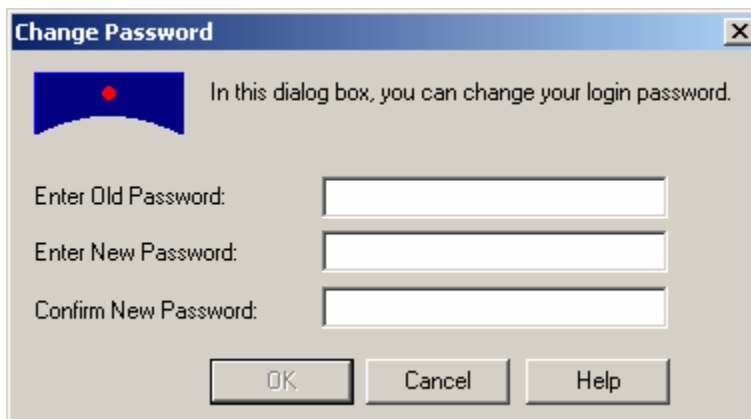 Change Password
In this dialog box, you can change your login password.
Enter Old Password:
Enter New Password:
Confirm New Password:
OK Cancel Help